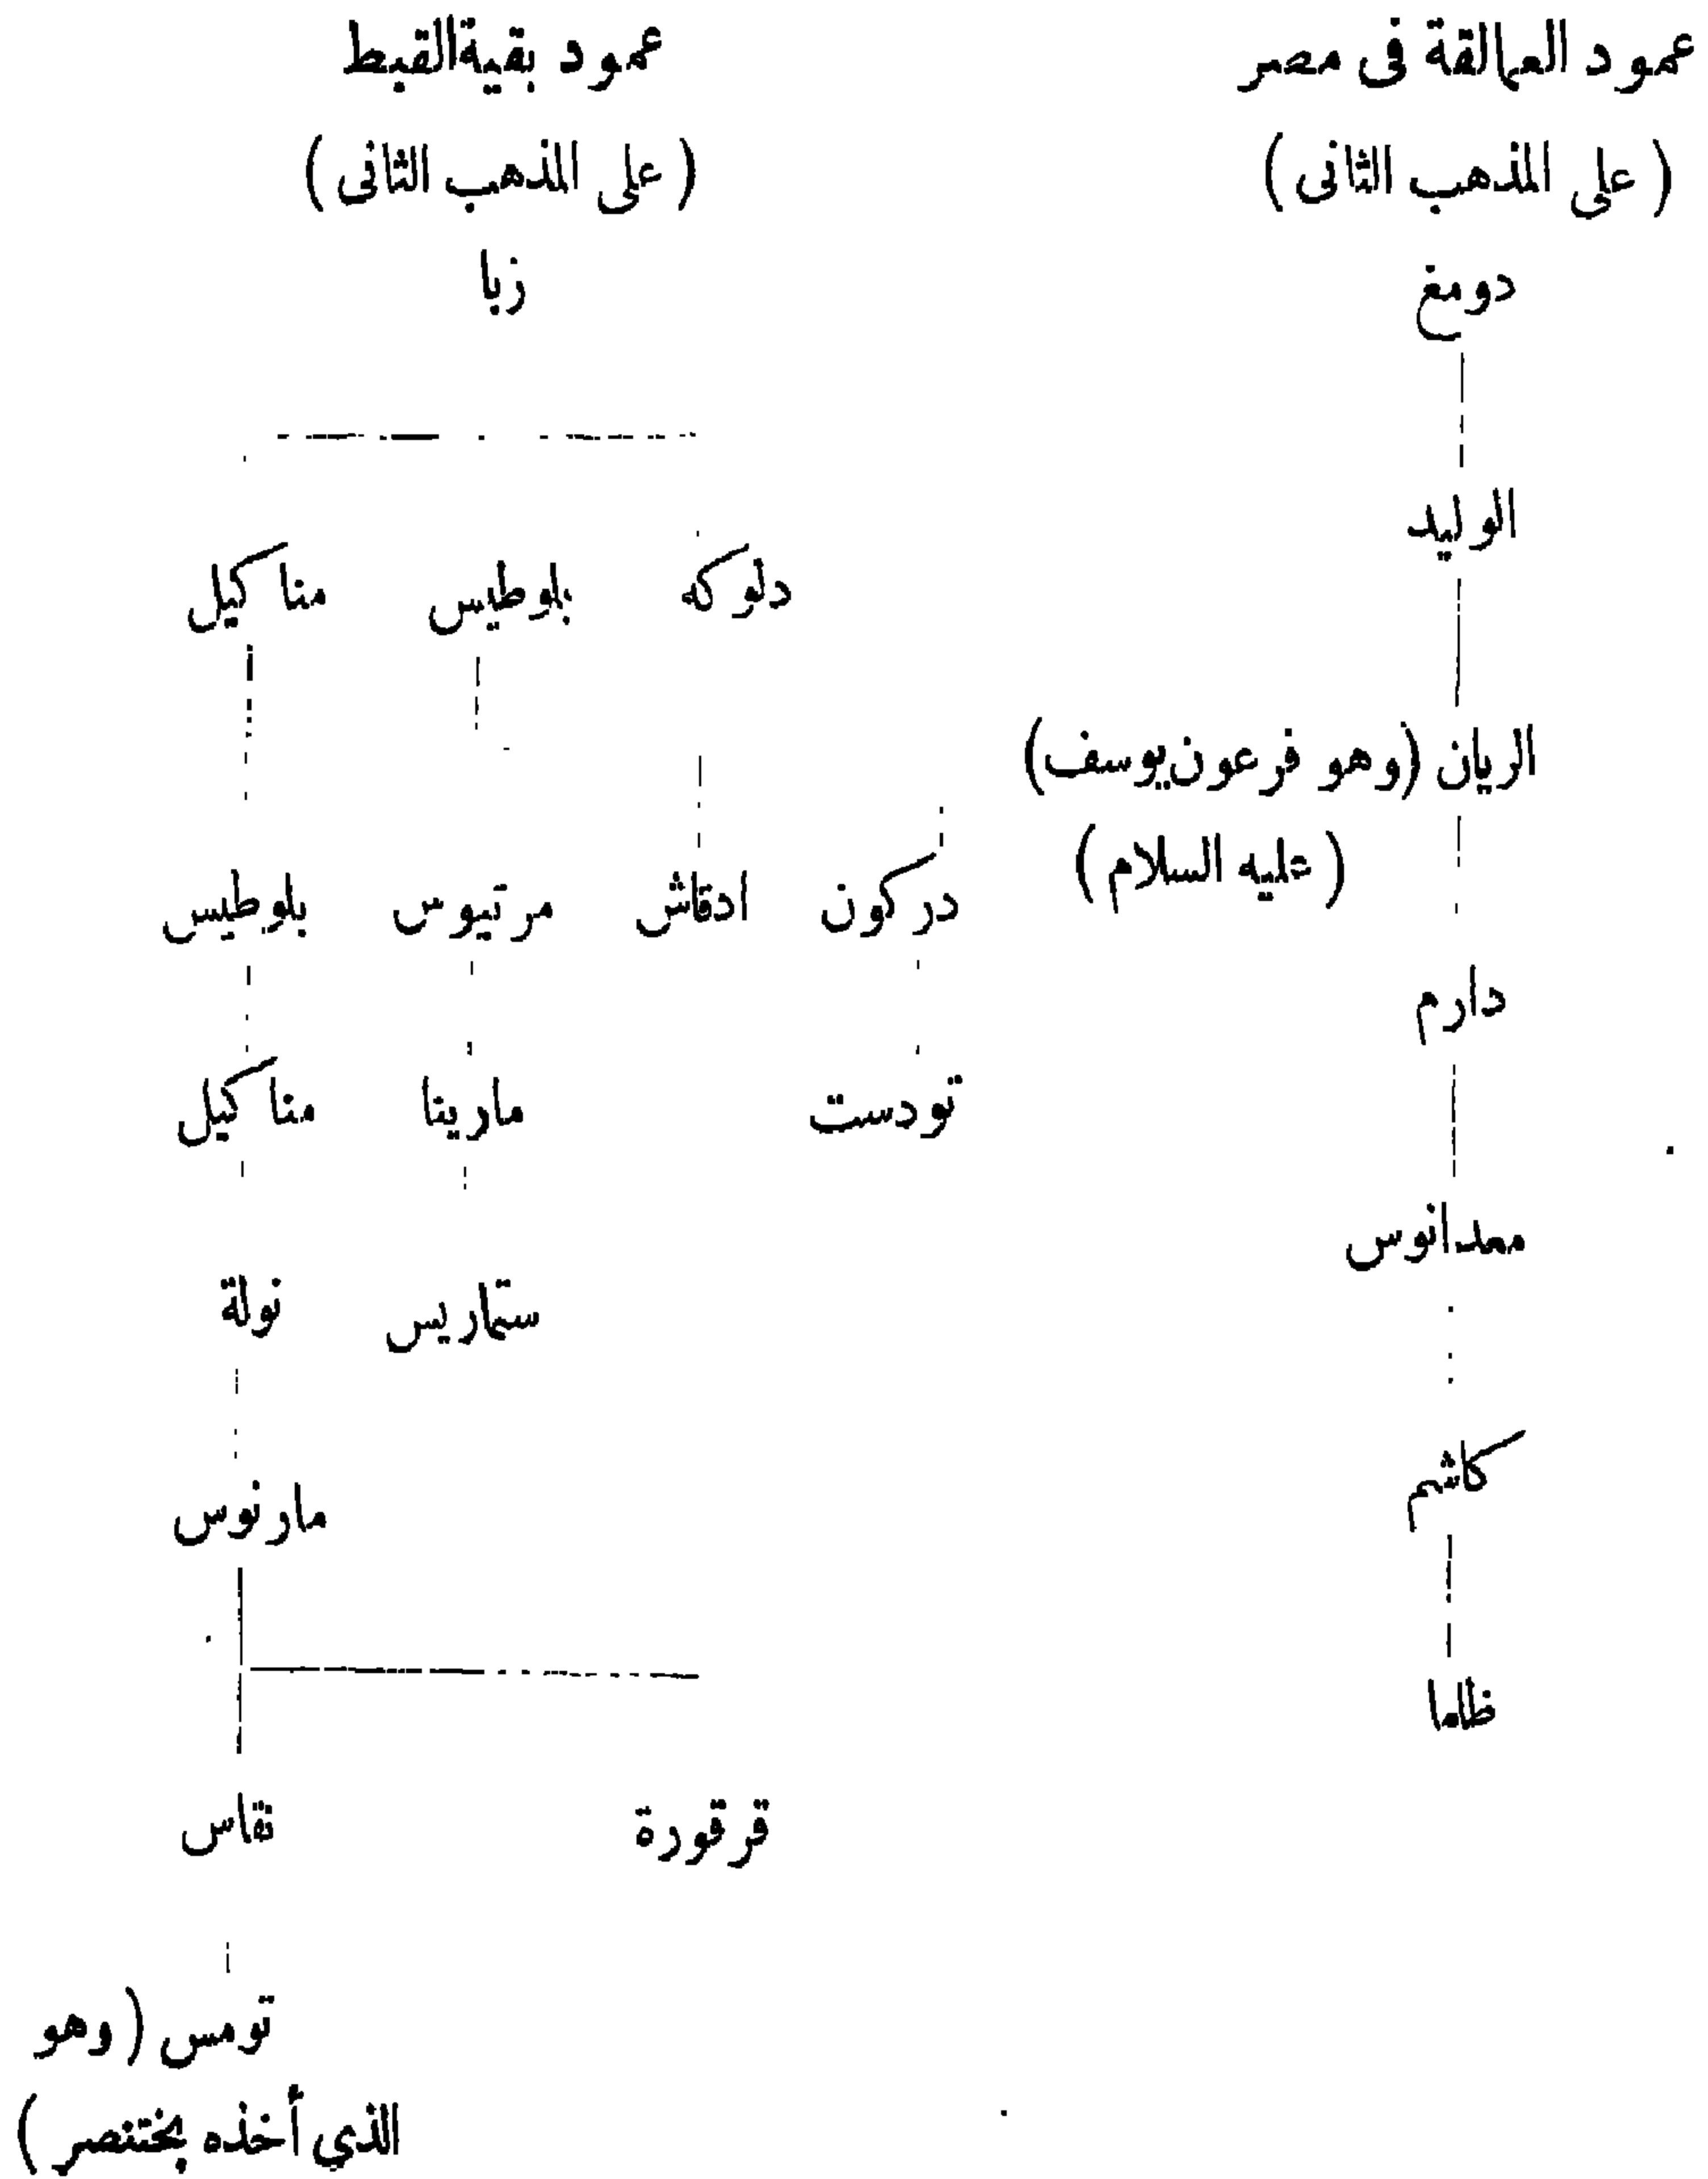 عمود العمالقة فى مصر
(على المذهب الثانى)
دومغ
الوليد
الريان (وهو فرعون يوسف)
(عليه السلام)
دارم
معدانوس
كاشم
ظالما
عمود بقية القبط
(على المذهب الثانى)
زبا
دلوكه بلوطيس مناكيل
دركون ادقاش مرتيوس بلوطيس
تودست مارينا مناكيل
ستماريس نولة
مارنوس
قرقورة نقاس
تومس (وهو
الذي أخذه بختنصر)